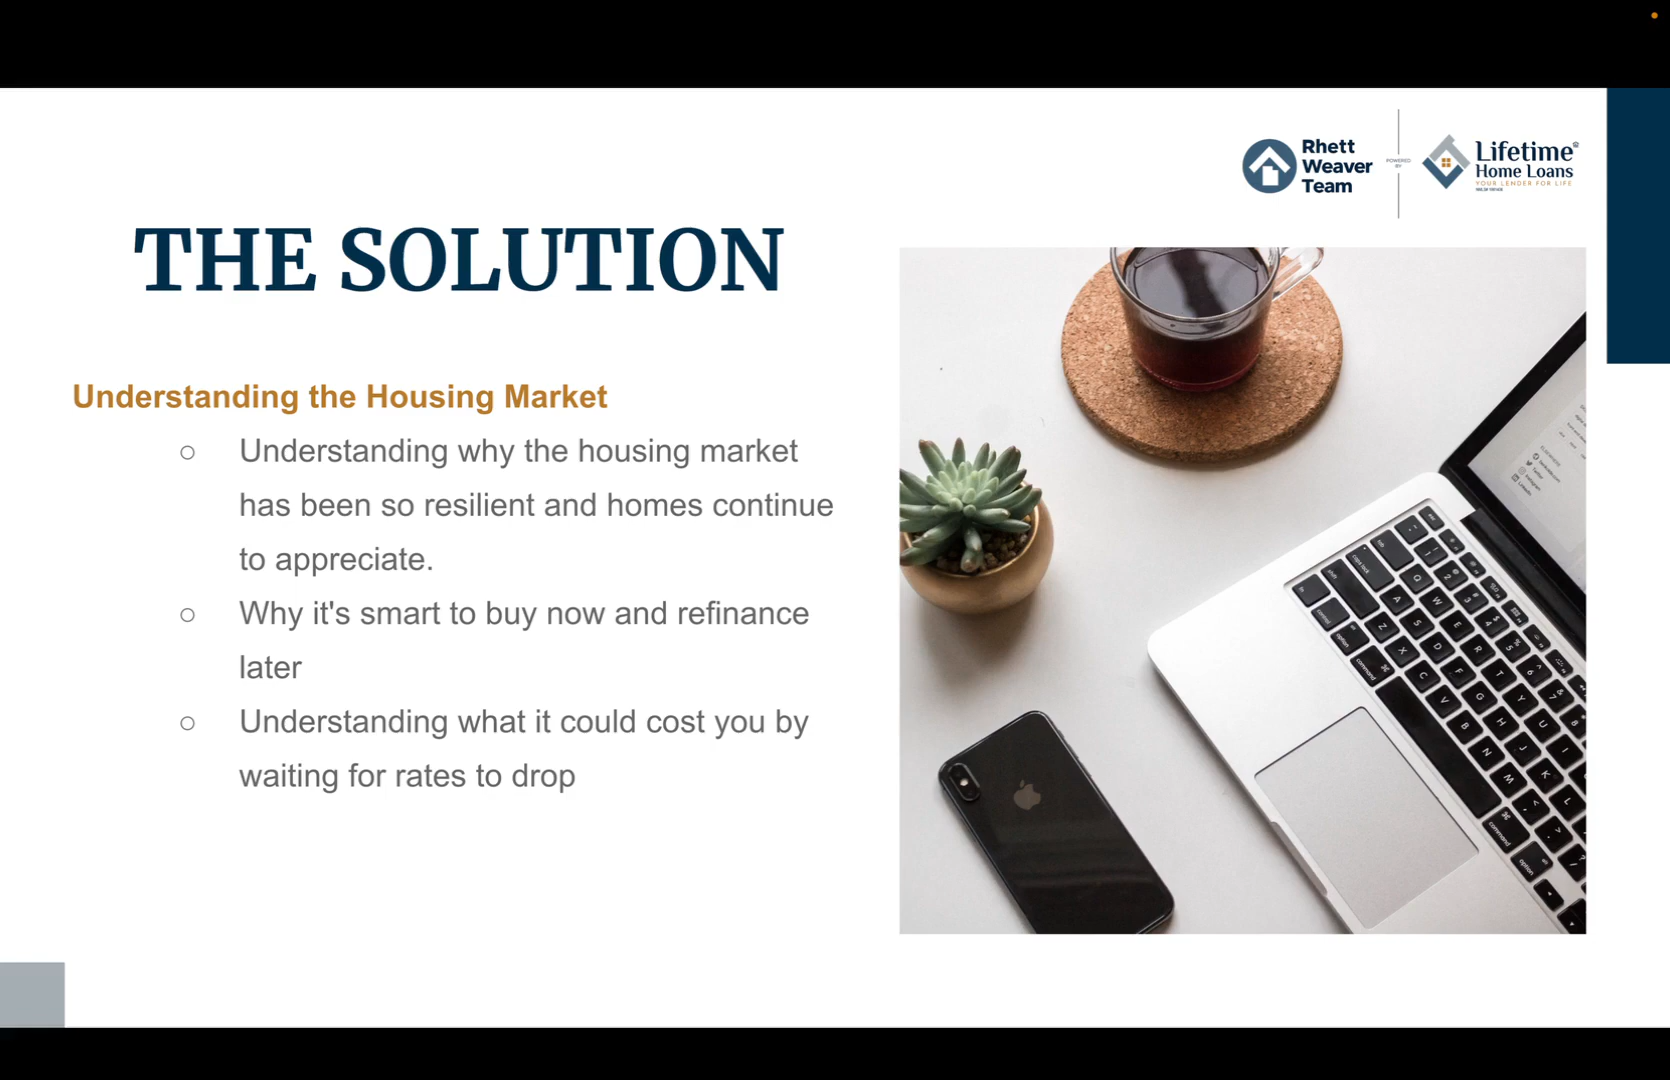 Rhett
Weaver
Team
POWERED
BY
Lifetime
Home Loans
YOUR LENDER FOR LIFE
THE SOLUTION
Understanding the Housing Market
○ Understanding why the housing market
has been so resilient and homes continue
to appreciate.
○ Why it's smart to buy now and refinance
later
○ Understanding what it could cost you by
waiting for rates to drop